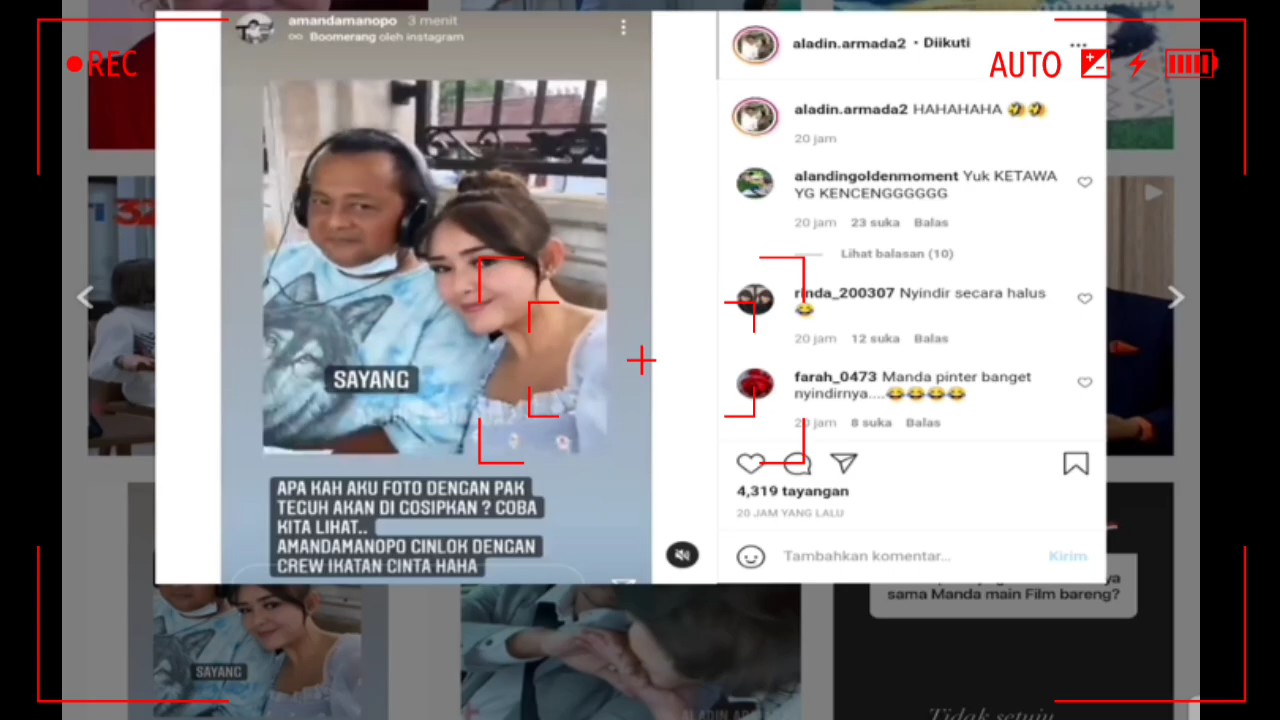 REC
AUTO
amandamanopo 3 menit
∞ Boomerang oleh instagram
SAYANG
APA KAH AKU FOTO DENGAN PAK
TEGUH AKAN DI GOSIPKAN ? COBA
KITA LIHAT..
AMANDAMANOPO CINLOK DENGAN
CREW IKATAN CINTA HAHA
aladin.armada2 • Diikuti
aladin.armada2 HAHAHAHA 🤣🤣
20 jam
alandingoldenmoment Yuk KETAWA
YG KENCENGGGGGG
20 jam 23 suka Balas
Lihat balasan (10)
rinda_200307 Nyindir secara halus
😂
20 jam 12 suka Balas
farah_0473 Manda pinter banget
nyindirnya....😂😂😂😂
20 jam 8 suka Balas
4,319 tayangan
20 JAM YANG LALU
Tambahkan komentar... Kirim
SAYANG
sama Manda main Film bareng?
Tidak setuju